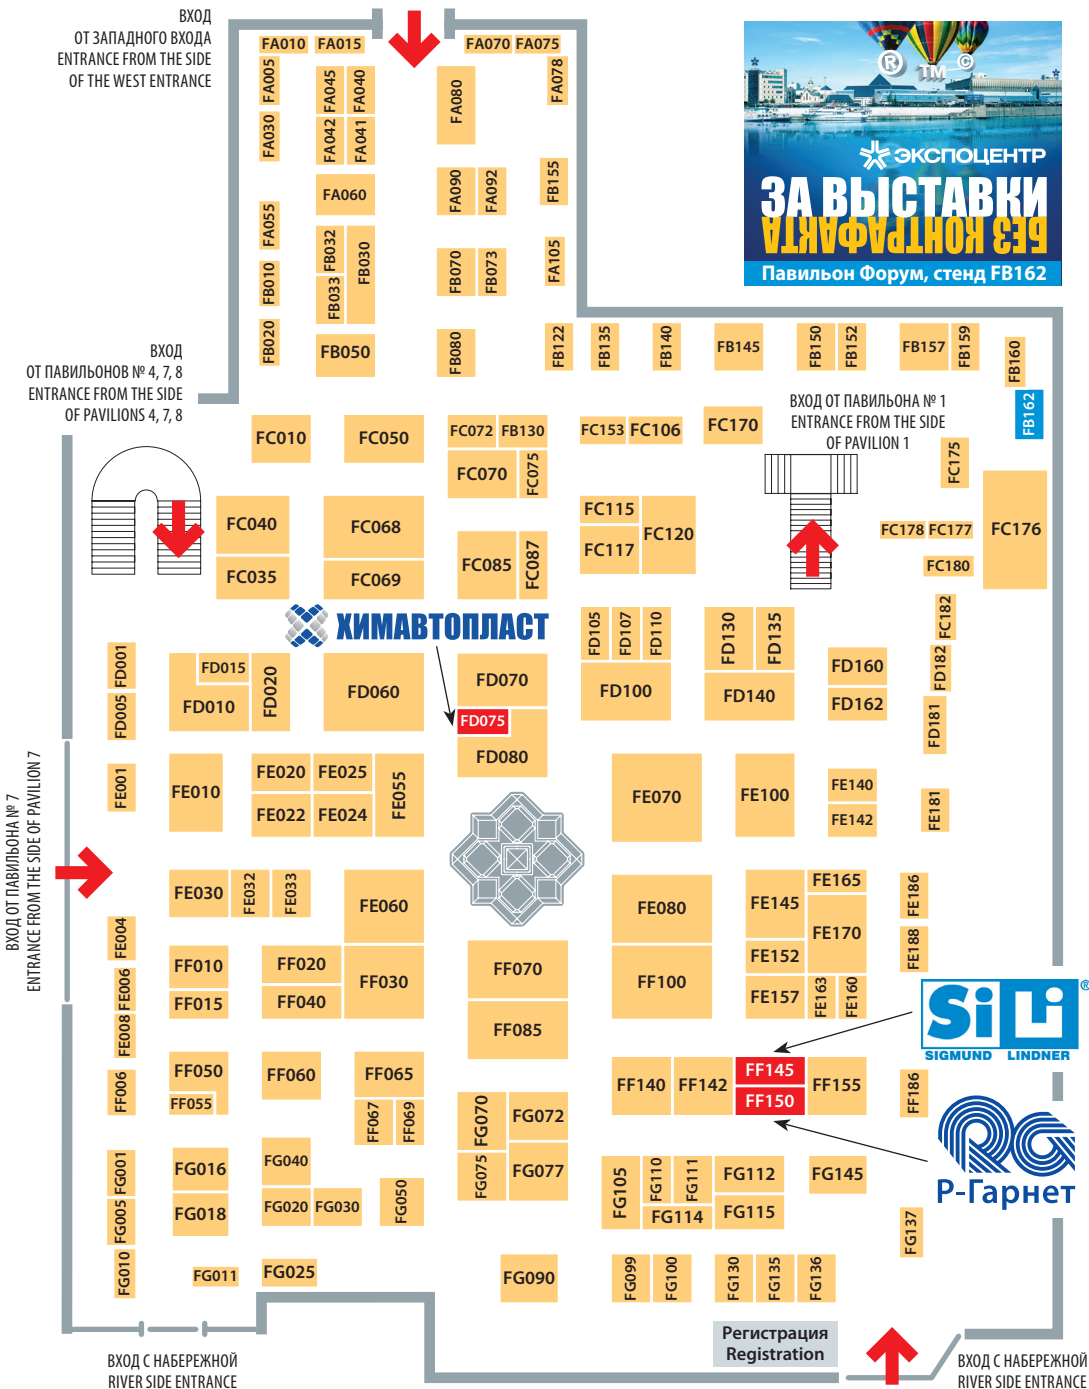 ВХОД
ОТ ЗАПАДНОГО ВХОДА
ENTRANCE FROM THE SIDE
OF THE WEST ENTRANCE
FA010 FA015 FA070 FA075
FA005 FA045 FA040 FA080 FA078
FA030 FA042 FA041
FA060 FA090 FA092 FB155
FA055 FB032 FB030 FA105
FB010 FB033 FB070 FB073
FB020 FB050 FB080 FB122 FB135 FB140 FB145 FB150 FB152 FB157 FB159 FB160
® ™ ©
ЭКСПОЦЕНТР
ЗА ВЫСТАВКИ
БЕЗ КОНТРАФАКТА
Павильон Форум, стенд FB162
ВХОД
ОТ ПАВИЛЬОНОВ № 4, 7, 8
ENTRANCE FROM THE SIDE
OF PAVILIONS 4, 7, 8
ВХОД ОТ ПАВИЛЬОНА № 1
ENTRANCE FROM THE SIDE
OF PAVILION 1
FB162
FC010 FC050 FC072 FB130 FC153 FC106 FC170
FC070 FC075 FC175
FC040 FC068 FC115 FC120 FC178 FC177 FC176
FC035 FC069 FC085 FC087 FC117 FC180
ХИМАВТОПЛАСТ
FD105 FD107 FD110 FD130 FD135 FC182
FD001 FD015 FD020 FD060 FD070 FD100 FD140 FD160 FD182
FD005 FD010 FD075 FD162 FD181
FD080
ВХОД ОТ ПАВИЛЬОНА № 7
ENTRANCE FROM THE SIDE OF PAVILION 7
FE001 FE010 FE020 FE025 FE055 FE070 FE100 FE140 FE181
FE022 FE024 FE142
FE030 FE032 FE033 FE060 FE080 FE145 FE165 FE186
FE004 FE170
FF010 FF020 FF030 FF070 FF100 FE152 FE188
FE006 FF015 FF040 FE157 FE163 FE160
FE008 FF085
SiLi®
SIGMUND LINDNER
FF006 FF050 FF060 FF065 FF140 FF142 FF145 FF155 FF186
FF055 FF067 FF069 FG070 FG072 FF150
РG
Р-Гарнет
FG001 FG016 FG040 FG075 FG077 FG105 FG110 FG111 FG112 FG145
FG005 FG018 FG020 FG030 FG050 FG114 FG115 FG137
FG010 FG011 FG025 FG090 FG099 FG100 FG130 FG135 FG136
Регистрация
Registration
ВХОД С НАБЕРЕЖНОЙ
RIVER SIDE ENTRANCE
ВХОД С НАБЕРЕЖНОЙ
RIVER SIDE ENTRANCE